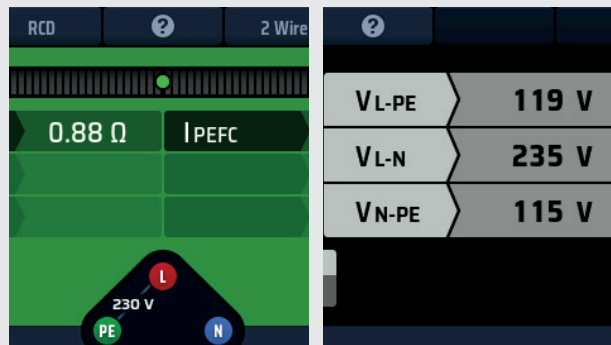 RCD ? 2 Wire
0.88 Ω IPEFC
L
230 V
PE N
?
VL-PE 119 V
VL-N 235 V
VN-PE 115 V